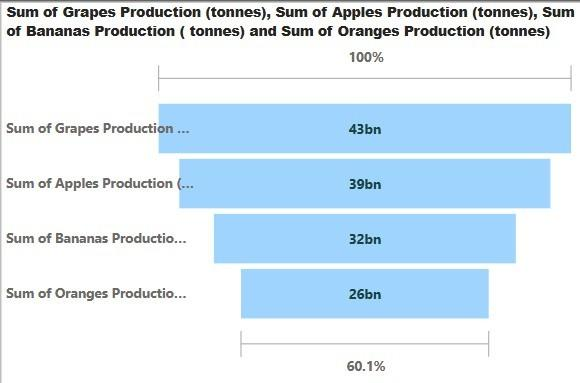 Sum of Grapes Production (tonnes), Sum of Apples Production (tonnes), Sum
of Bananas Production ( tonnes) and Sum of Oranges Production (tonnes)
100%
Sum of Grapes Production ... 43bn
Sum of Apples Production (... 39bn
Sum of Bananas Productio... 32bn
Sum of Oranges Productio... 26bn
60.1%